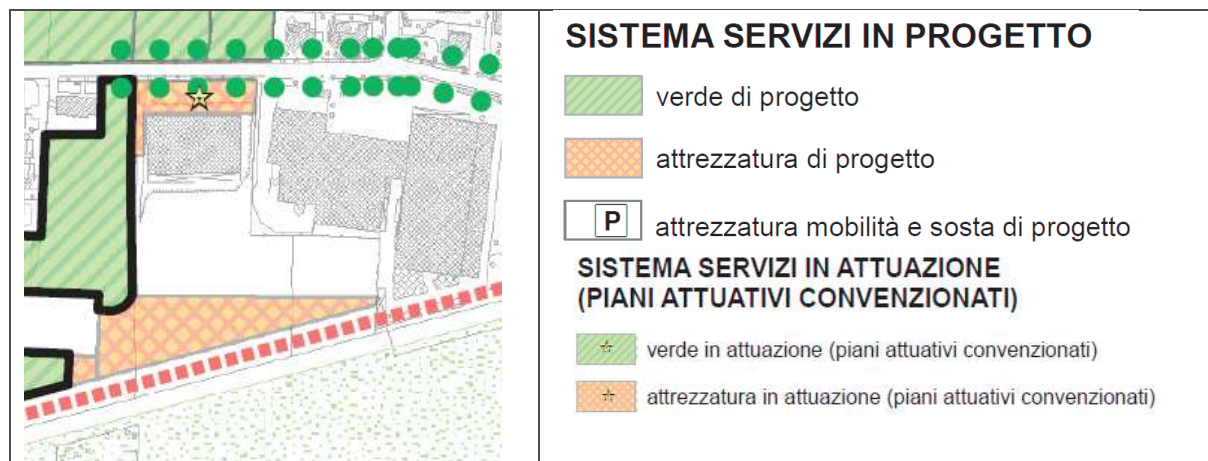 SISTEMA SERVIZI IN PROGETTO
verde di progetto
attrezzatura di progetto
P attrezzatura mobilità e sosta di progetto
SISTEMA SERVIZI IN ATTUAZIONE
(PIANI ATTUATIVI CONVENZIONATI)
verde in attuazione (piani attuativi convenzionati)
attrezzatura in attuazione (piani attuativi convenzionati)